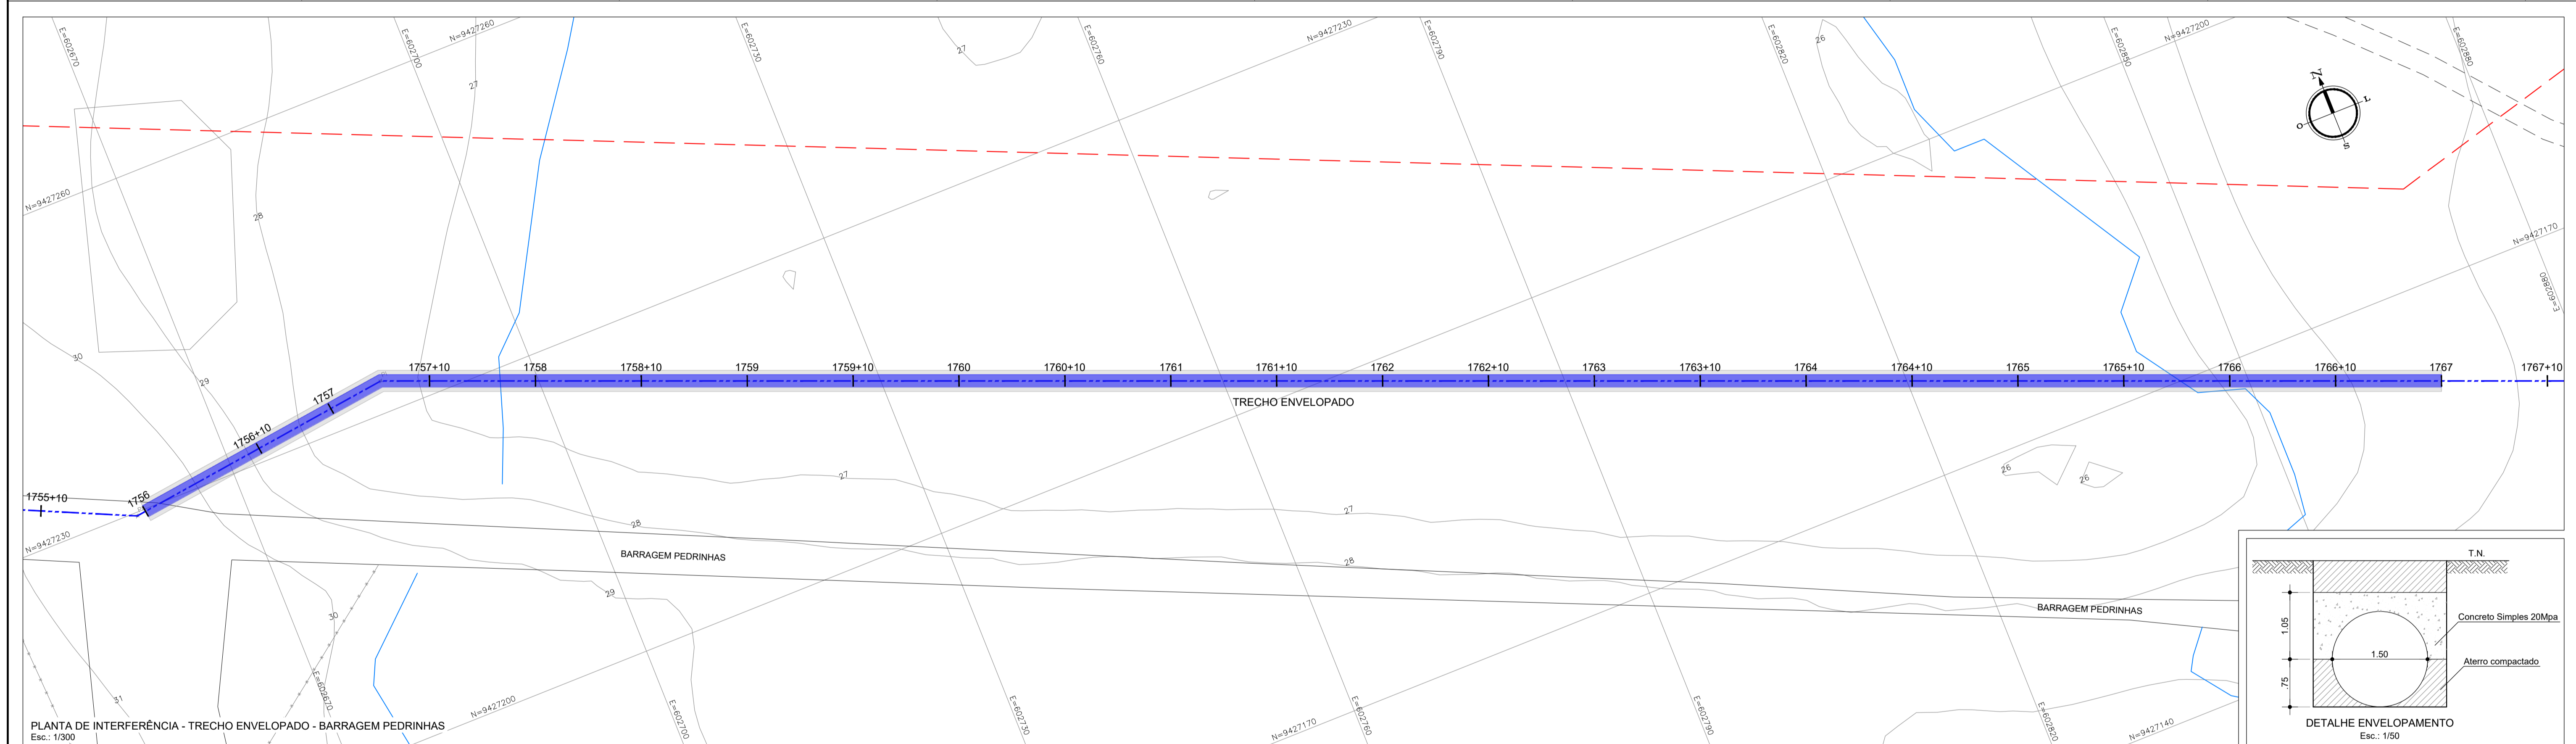 E=602670
E=602700
N=9427260
E=602730
E=602760
N=9427230
E=602790
E=602820
E=602850
N=9427200
E=602880
27
27
26
N
L
O
S
N=9427260
28
N=9427170
E=602880
30
29
1757+10
1758
1758+10
1759
1759+10
1760
1760+10
1761
1761+10
1762
1762+10
1763
1763+10
1764
1764+10
1765
1765+10
1766
1766+10
1767
1767+10
1757
TRECHO ENVELOPADO
1756+10
27
26
26
1755+10
1756
28
27
N=9427230
BARRAGEM PEDRINHAS
28
29
30
BARRAGEM PEDRINHAS
T.N.
1.05
Concreto Simples 20Mpa
1.50
Aterro compactado
.75
DETALHE ENVELOPAMENTO
Esc.: 1/50
31
E=602670
N=9427200
E=602700
E=602730
N=9427170
E=602760
E=602790
E=602820
N=9427140
PLANTA DE INTERFERÊNCIA - TRECHO ENVELOPADO - BARRAGEM PEDRINHAS
Esc.: 1/300